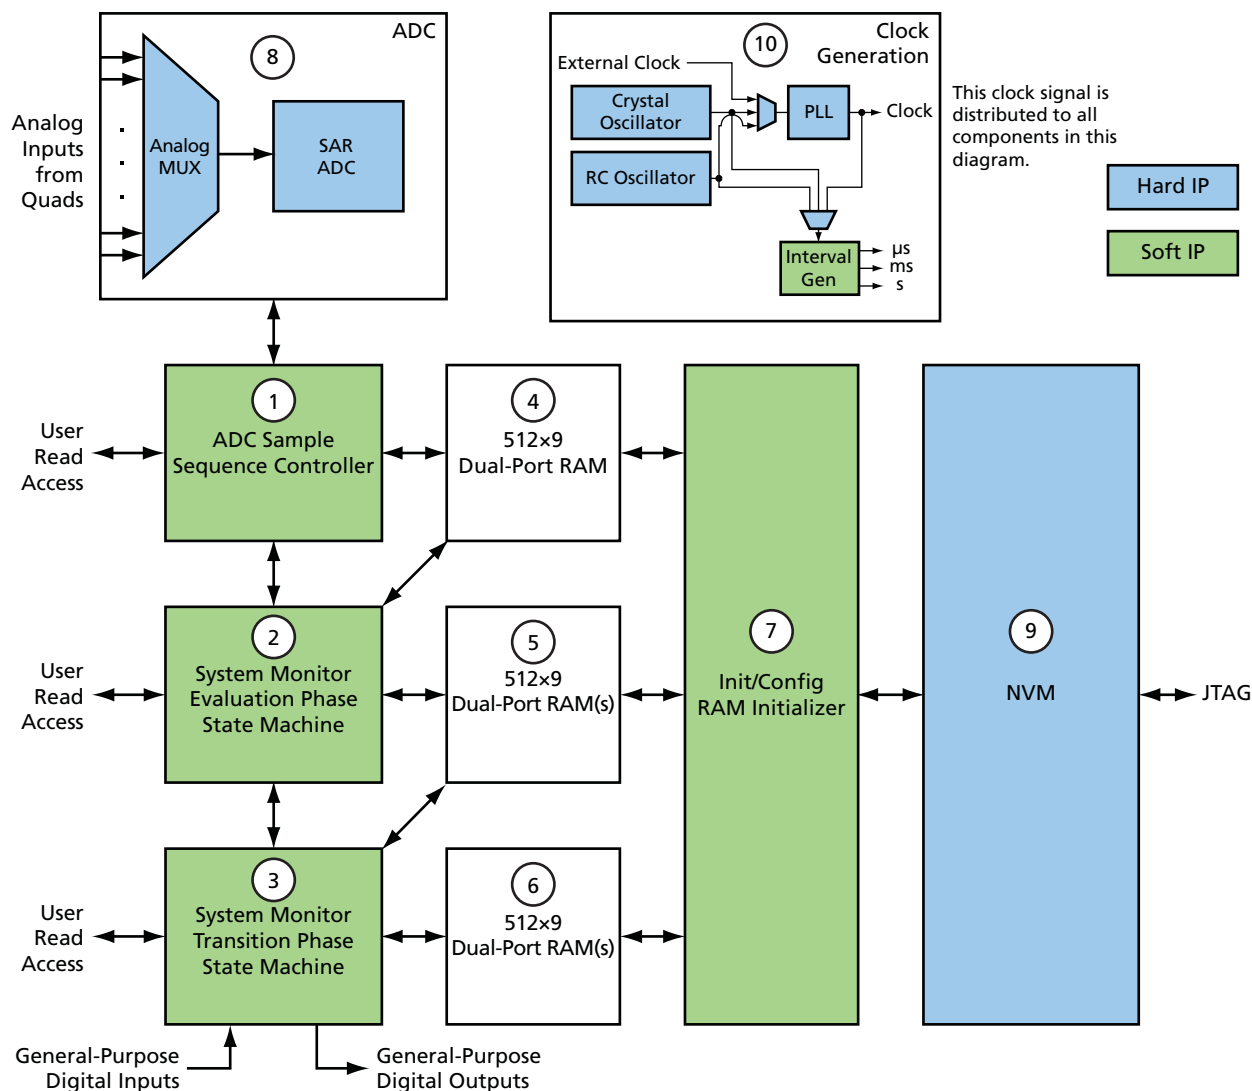 ADC
8
Analog
Inputs
from
Quads
Analog
MUX
SAR
ADC
Clock
Generation
10
External Clock
Crystal
Oscillator
PLL
Clock
RC Oscillator
Interval
Gen
µs
ms
s
This clock signal is
distributed to all
components in this
diagram.
Hard IP
Soft IP
User
Read
Access
1
ADC Sample
Sequence Controller
4
512×9
Dual-Port RAM
User
Read
Access
2
System Monitor
Evaluation Phase
State Machine
5
512×9
Dual-Port RAM(s)
7
Init/Config
RAM Initializer
9
NVM
JTAG
User
Read
Access
3
System Monitor
Transition Phase
State Machine
6
512×9
Dual-Port RAM(s)
General-Purpose
Digital Inputs
General-Purpose
Digital Outputs